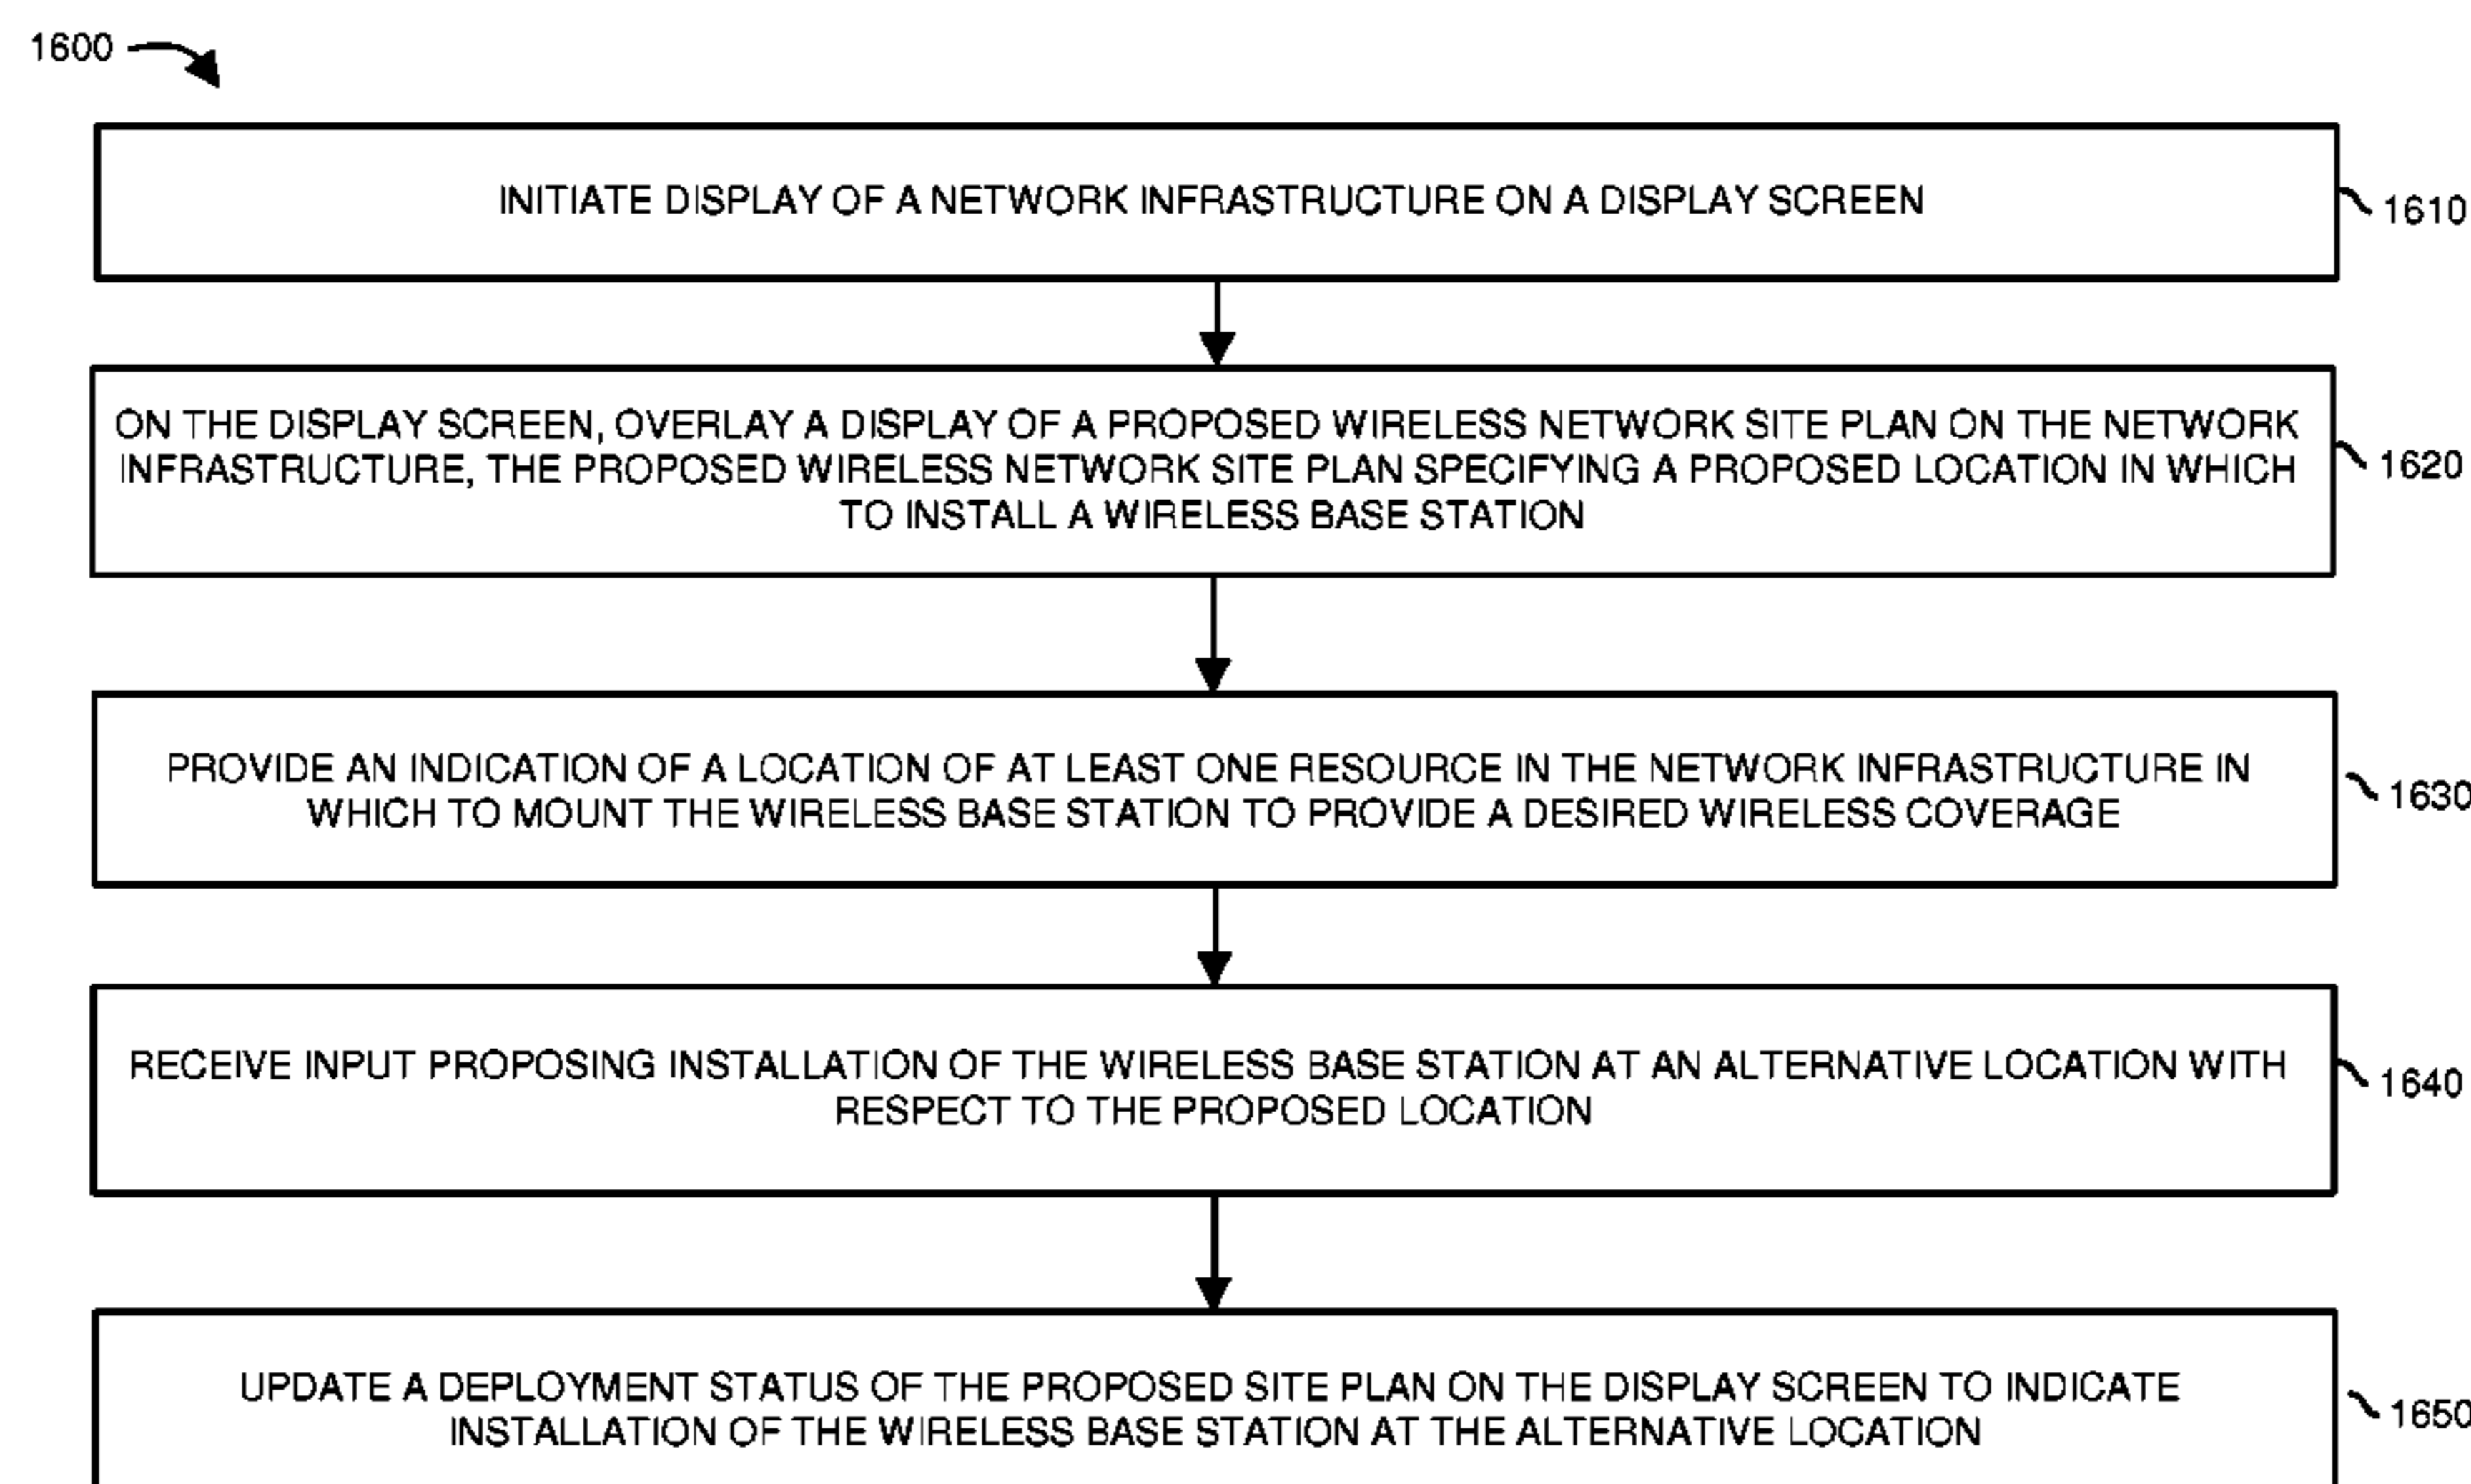 1600
INITIATE DISPLAY OF A NETWORK INFRASTRUCTURE ON A DISPLAY SCREEN
1610
ON THE DISPLAY SCREEN, OVERLAY A DISPLAY OF A PROPOSED WIRELESS NETWORK SITE PLAN ON THE NETWORK
INFRASTRUCTURE, THE PROPOSED WIRELESS NETWORK SITE PLAN SPECIFYING A PROPOSED LOCATION IN WHICH
TO INSTALL A WIRELESS BASE STATION
1620
PROVIDE AN INDICATION OF A LOCATION OF AT LEAST ONE RESOURCE IN THE NETWORK INFRASTRUCTURE IN
WHICH TO MOUNT THE WIRELESS BASE STATION TO PROVIDE A DESIRED WIRELESS COVERAGE
1630
RECEIVE INPUT PROPOSING INSTALLATION OF THE WIRELESS BASE STATION AT AN ALTERNATIVE LOCATION WITH
RESPECT TO THE PROPOSED LOCATION
1640
UPDATE A DEPLOYMENT STATUS OF THE PROPOSED SITE PLAN ON THE DISPLAY SCREEN TO INDICATE
INSTALLATION OF THE WIRELESS BASE STATION AT THE ALTERNATIVE LOCATION
1650